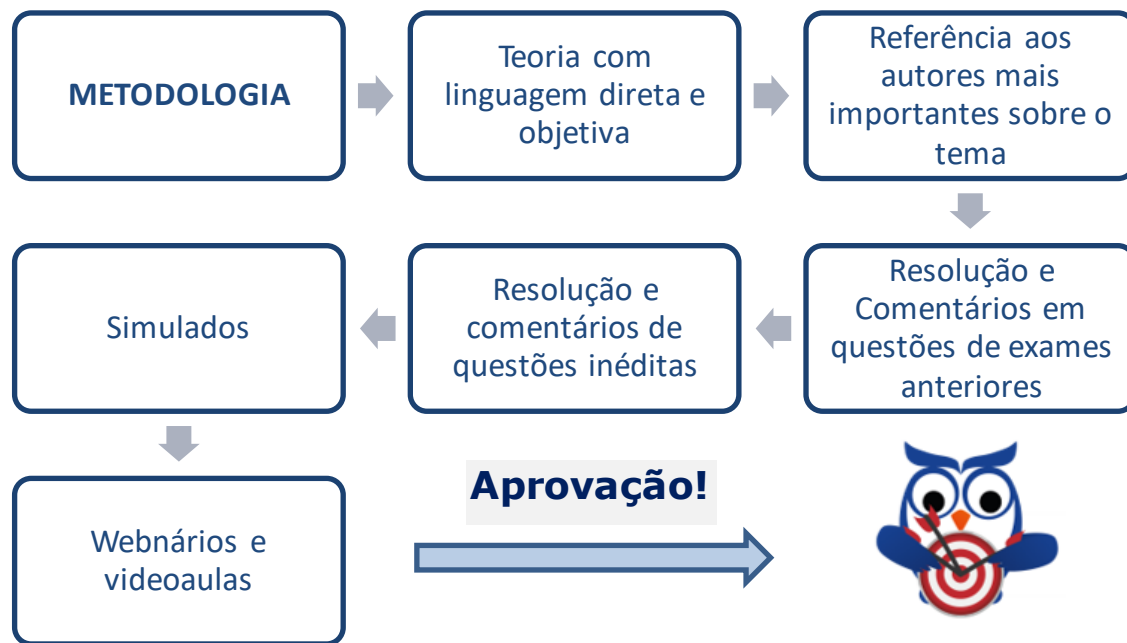 METODOLOGIA
Teoria com
linguagem direta e
objetiva
Referência aos
autores mais
importantes sobre o
tema
Resolução e
Comentários em
questões de exames
anteriores
Resolução e
comentários de
questões inéditas
Simulados
Webnários e
videoaulas
Aprovação!